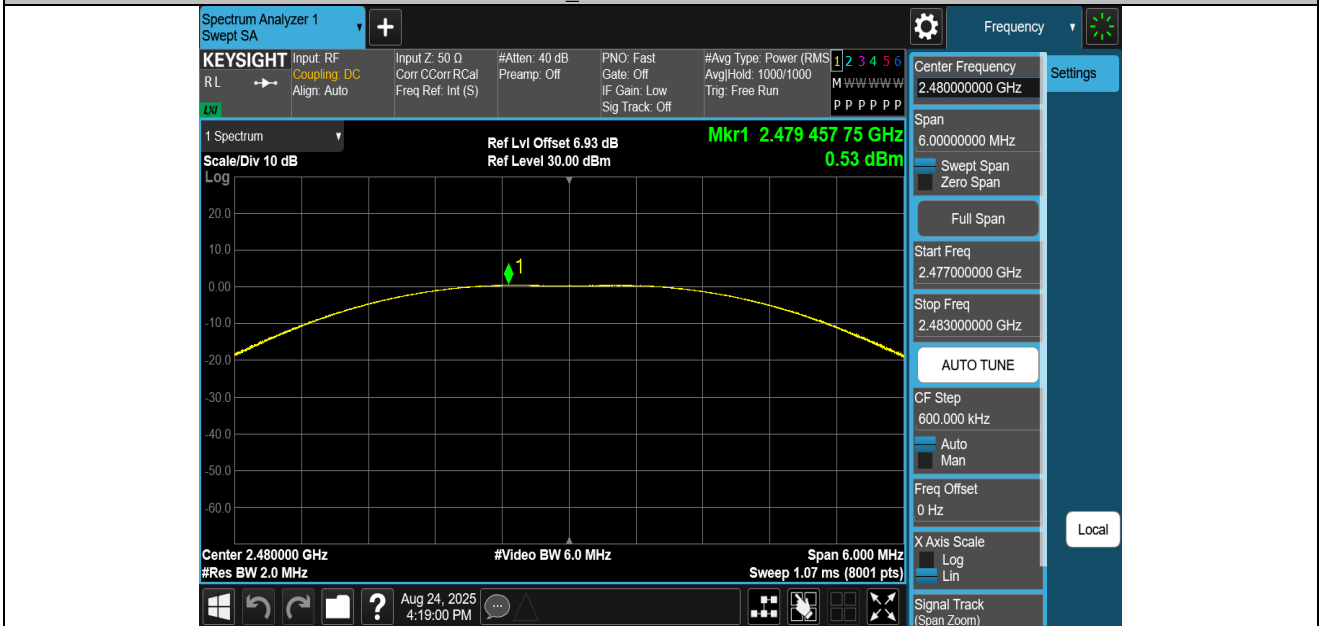 Spectrum Analyzer 1
Swept SA
Frequency
KEYSIGHT
RL
LXI
Input: RF
Coupling: DC
Align: Auto
Input Z: 50 Ω
Corr CCorr RCal
Freq Ref: Int (S)
#Atten: 40 dB
Preamp: Off
PNO: Fast
Gate: Off
IF Gain: Low
Sig Track: Off
#Avg Type: Power (RMS
Avg|Hold: 1000/1000
Trig: Free Run
1 2 3 4 5 6
M W W W W W
P P P P P P
1 Spectrum
Scale/Div 10 dB
Log
Ref Lvl Offset 6.93 dB
Ref Level 30.00 dBm
Mkr1 2.479 457 75 GHz
0.53 dBm
20.0
10.0
0.00
-10.0
-20.0
-30.0
-40.0
-50.0
-60.0
1
Center 2.480000 GHz
#Res BW 2.0 MHz
#Video BW 6.0 MHz
Span 6.000 MHz
Sweep 1.07 ms (8001 pts)
Aug 24, 2025
4:19:00 PM
Center Frequency
2.480000000 GHz
Settings
Span
6.00000000 MHz
Swept Span
Zero Span
Full Span
Start Freq
2.477000000 GHz
Stop Freq
2.483000000 GHz
AUTO TUNE
CF Step
600.000 kHz
Auto
Man
Freq Offset
0 Hz
Local
X Axis Scale
Log
Lin
Signal Track
(Span Zoom)